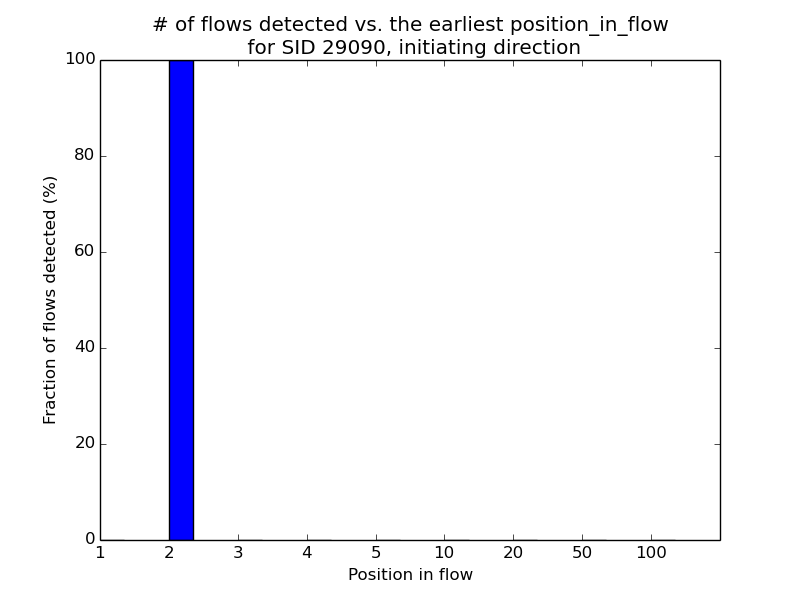 # of flows detected vs. the earliest position_in_flow
for SID 29090, initiating direction
100
80
60
40
20
0
Fraction of flows detected (%)
1 2 3 4 5 10 20 50 100
Position in flow